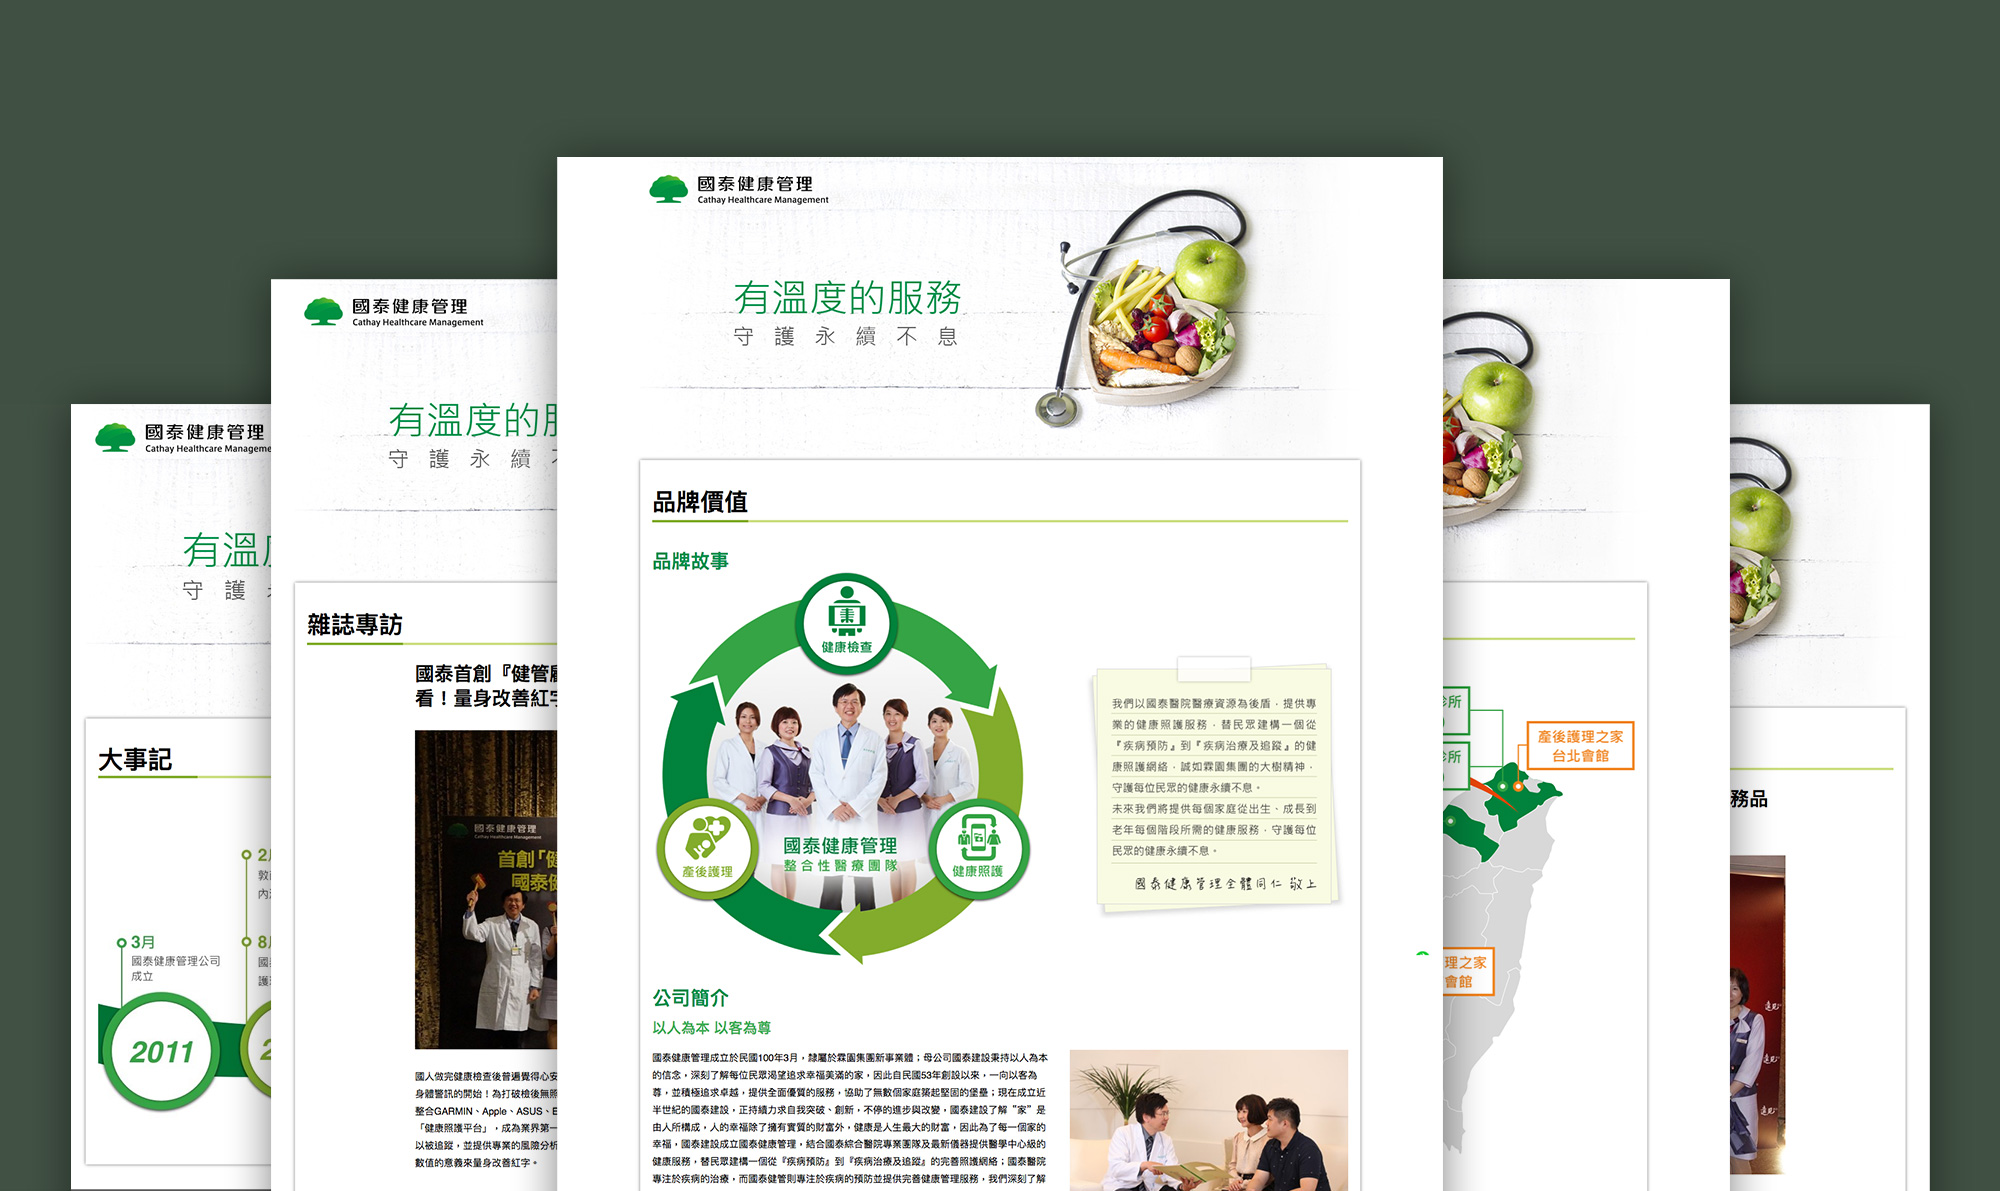 國泰健康管理
Cathay Healthcare Management
有溫度的服務
守護永續不息
品牌價值
品牌故事
健康檢查
產後護理
健康照護
國泰健康管理
整合性醫療團隊
我們以國泰醫院醫療資源為後盾，提供專
業的健康照護服務，替民眾建構一個從
『疾病預防』到『疾病治療及追蹤』的健
康照護網絡，誠如霖園集團的大樹精神，
守護每位民眾的健康永續不息。
未來我們將提供每個家庭從出生、成長到
老年每個階段所需的健康服務，守護每位
民眾的健康永續不息。
國泰健康管理全體同仁 敬上
公司簡介
以人為本 以客為尊
國泰健康管理成立於民國100年3月，隸屬於霖園集團新事業體；母公司國泰建設秉持以人為本
的信念，深刻了解每位民眾渴望追求幸福美滿的家，因此自民國53年創設以來，一向以客為
尊，並積極追求卓越，提供全面優質的服務，協助了無數個家庭築起堅固的堡壘；現在成立近
半世紀的國泰建設，正持續力求自我突破、創新，不停的進步與改變，國泰建設了解“家”是
由人所構成，人的幸福除了擁有實質的財富外，健康是人生最大的財富，因此為了每一個家的
幸福，國泰建設成立國泰健康管理，結合國泰綜合醫院專業團隊及最新儀器提供醫學中心級的
健康服務，替民眾建構一個從『疾病預防』到『疾病治療及追蹤』的完善照護網絡；國泰醫院
專注於疾病的治療，而國泰健管則專注於疾病的預防並提供完善健康管理服務，我們深刻了解
國泰健康管理
Cathay Healthcare Management
有溫度的
守護永續
雜誌專訪
國泰首創『健管
看！量身改善紅字
國泰健康管理
Cathay Healthcare Management
首創「健
國泰健
國人做完健康檢查後普遍覺得心安
身體警訊的開始！為打破檢後無照
整合GARMIN、Apple、ASUS、E
「健康照護平台」，成為業界第一
以被追蹤，並提供專業的風險分析
數值的意義來量身改善紅字。
國泰健康管理
Cathay Healthcare Manageme
有溫
守護
大事記
2月
內
8月
國
護
3月
國泰健康管理公司
成立
2011
2
診所
診所
產後護理之家
台北會館
理之家
會館
務品
遠見
遠見
遠見